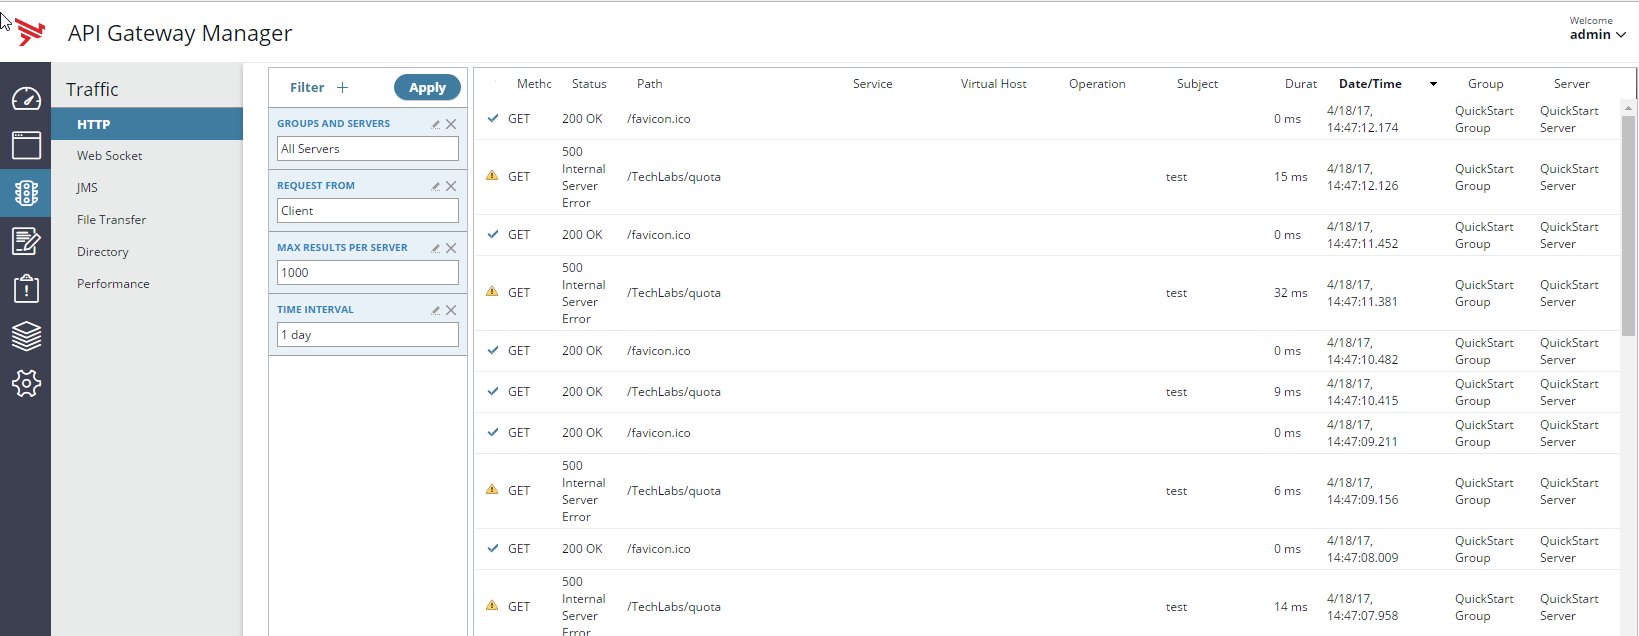 API Gateway Manager
Welcome
admin
Traffic
HTTP
Web Socket
JMS
File Transfer
Directory
Performance
Filter +
Apply
GROUPS AND SERVERS
All Servers
REQUEST FROM
Client
MAX RESULTS PER SERVER
1000
TIME INTERVAL
1 day
Metho Status Path Service Virtual Host Operation Subject Durat Date/Time Group Server
GET 200 OK /favicon.ico 0 ms 4/18/17, 14:47:12.174 QuickStart Group QuickStart Server
GET 500 Internal Server Error /TechLabs/quota test 15 ms 4/18/17, 14:47:12.126 QuickStart Group QuickStart Server
GET 200 OK /favicon.ico 0 ms 4/18/17, 14:47:11.452 QuickStart Group QuickStart Server
GET 500 Internal Server Error /TechLabs/quota test 32 ms 4/18/17, 14:47:11.381 QuickStart Group QuickStart Server
GET 200 OK /favicon.ico 0 ms 4/18/17, 14:47:10.482 QuickStart Group QuickStart Server
GET 200 OK /TechLabs/quota test 9 ms 4/18/17, 14:47:10.415 QuickStart Group QuickStart Server
GET 200 OK /favicon.ico 0 ms 4/18/17, 14:47:09.211 QuickStart Group QuickStart Server
GET 500 Internal Server Error /TechLabs/quota test 6 ms 4/18/17, 14:47:09.156 QuickStart Group QuickStart Server
GET 200 OK /favicon.ico 0 ms 4/18/17, 14:47:08.009 QuickStart Group QuickStart Server
GET 500 Internal Server Error /TechLabs/quota test 14 ms 4/18/17, 14:47:07.958 QuickStart Group QuickStart Server